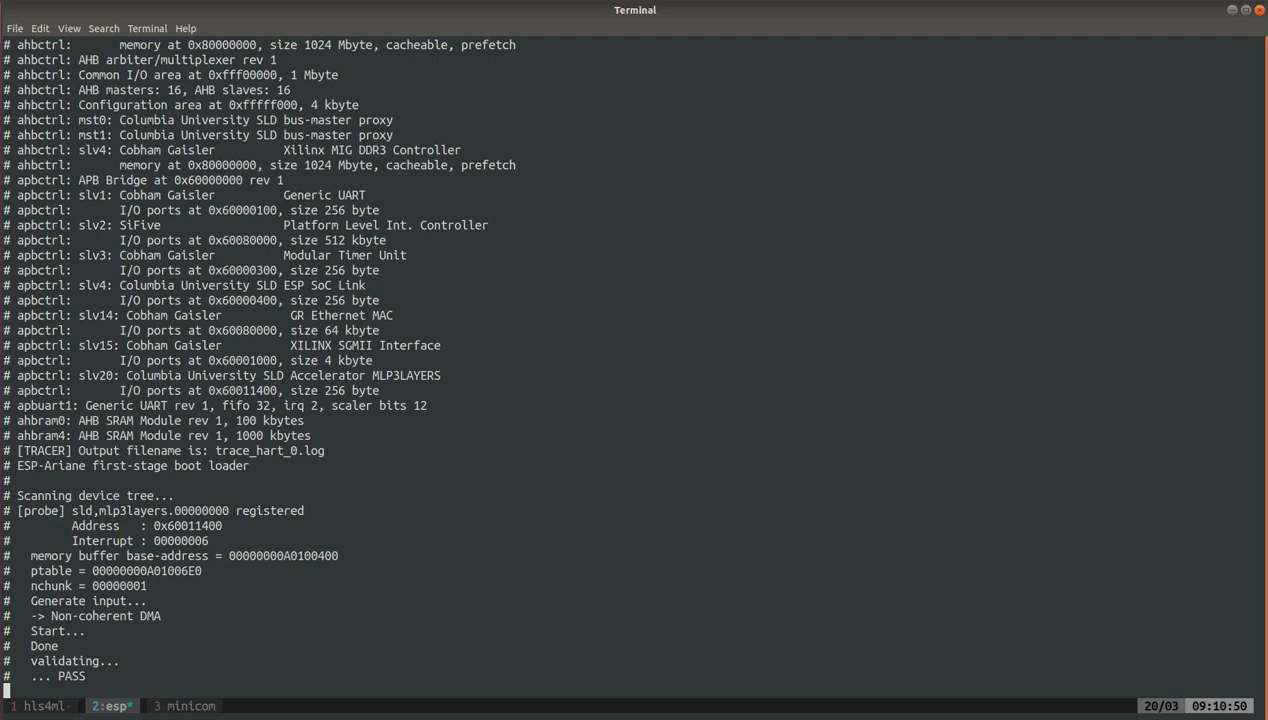 Terminal
File Edit View Search Terminal Help
# ahbctrl:       memory at 0x80000000, size 1024 Mbyte, cacheable, prefetch
# ahbctrl: AHB arbiter/multiplexer rev 1
# ahbctrl: Common I/O area at 0xfff00000, 1 Mbyte
# ahbctrl: AHB masters: 16, AHB slaves: 16
# ahbctrl: Configuration area at 0xfffff000, 4 kbyte
# ahbctrl: mst0: Columbia University SLD bus-master proxy
# ahbctrl: mst1: Columbia University SLD bus-master proxy
# ahbctrl: slv4: Cobham Gaisler          Xilinx MIG DDR3 Controller
# ahbctrl:       memory at 0x80000000, size 1024 Mbyte, cacheable, prefetch
# apbctrl: APB Bridge at 0x60000000 rev 1
# apbctrl: slv1: Cobham Gaisler          Generic UART
# apbctrl:       I/O ports at 0x60000100, size 256 byte
# apbctrl: slv2: SiFive                  Platform Level Int. Controller
# apbctrl:       I/O ports at 0x60080000, size 512 kbyte
# apbctrl: slv3: Cobham Gaisler          Modular Timer Unit
# apbctrl:       I/O ports at 0x60000300, size 256 byte
# apbctrl: slv4: Columbia University SLD ESP SoC Link
# apbctrl:       I/O ports at 0x60000400, size 256 byte
# apbctrl: slv14: Cobham Gaisler          GR Ethernet MAC
# apbctrl:       I/O ports at 0x60080000, size 64 kbyte
# apbctrl: slv15: Cobham Gaisler          XILINX SGMII Interface
# apbctrl:       I/O ports at 0x60001000, size 4 kbyte
# apbctrl: slv20: Columbia University SLD Accelerator MLP3LAYERS
# apbctrl:       I/O ports at 0x60011400, size 256 byte
# apbuart1: Generic UART rev 1, fifo 32, irq 2, scaler bits 12
# ahbram0: AHB SRAM Module rev 1, 100 kbytes
# ahbram4: AHB SRAM Module rev 1, 1000 kbytes
# [TRACER] Output filename is: trace_hart_0.log
# ESP-Ariane first-stage boot loader
#
# Scanning device tree...
# [probe] sld,mlp3layers.00000000 registered
#         Address   : 0x60011400
#         Interrupt : 00000006
#   memory buffer base-address = 00000000A0100400
#   ptable = 00000000A01006E0
#   nchunk = 00000001
#   Generate input...
#   -> Non-coherent DMA
#   Start...
#   Done
#   validating...
#   ... PASS
1 hls4ml- 2:esp* 3 minicom 20/03 09:10:50